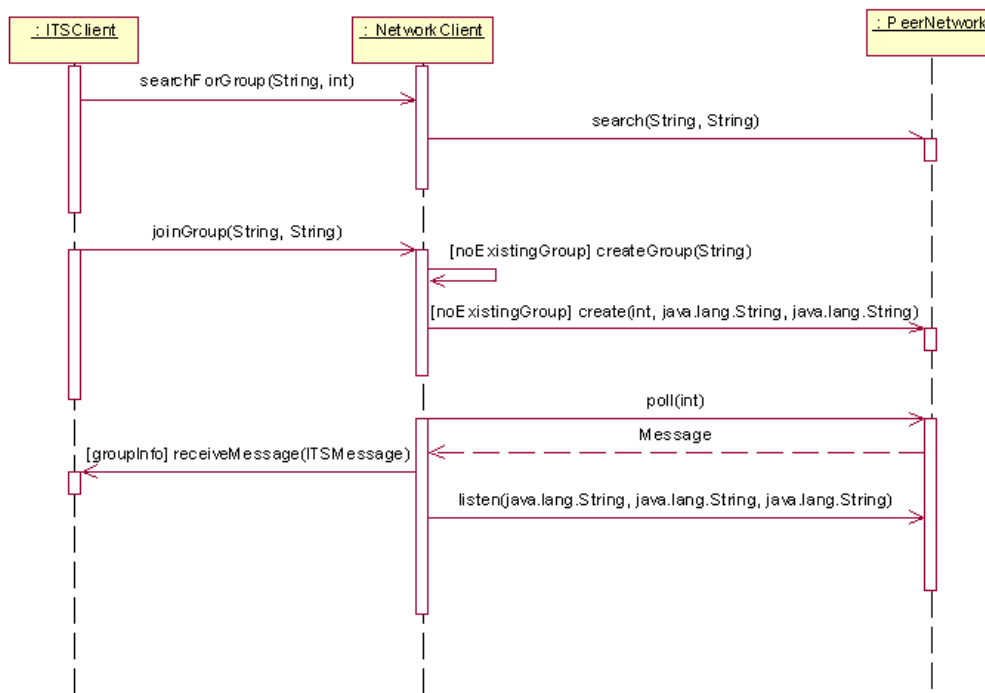 : ITSClient
: NetworkClient
: PeerNetwork
searchForGroup(String, int)
search(String, String)
joinGroup(String, String)
[noExistingGroup] createGroup(String)
[noExistingGroup] create(int, java.lang.String, java.lang.String)
poll(int)
Message
[groupInfo] receiveMessage(ITSMessage)
listen(java.lang.String, java.lang.String, java.lang.String)